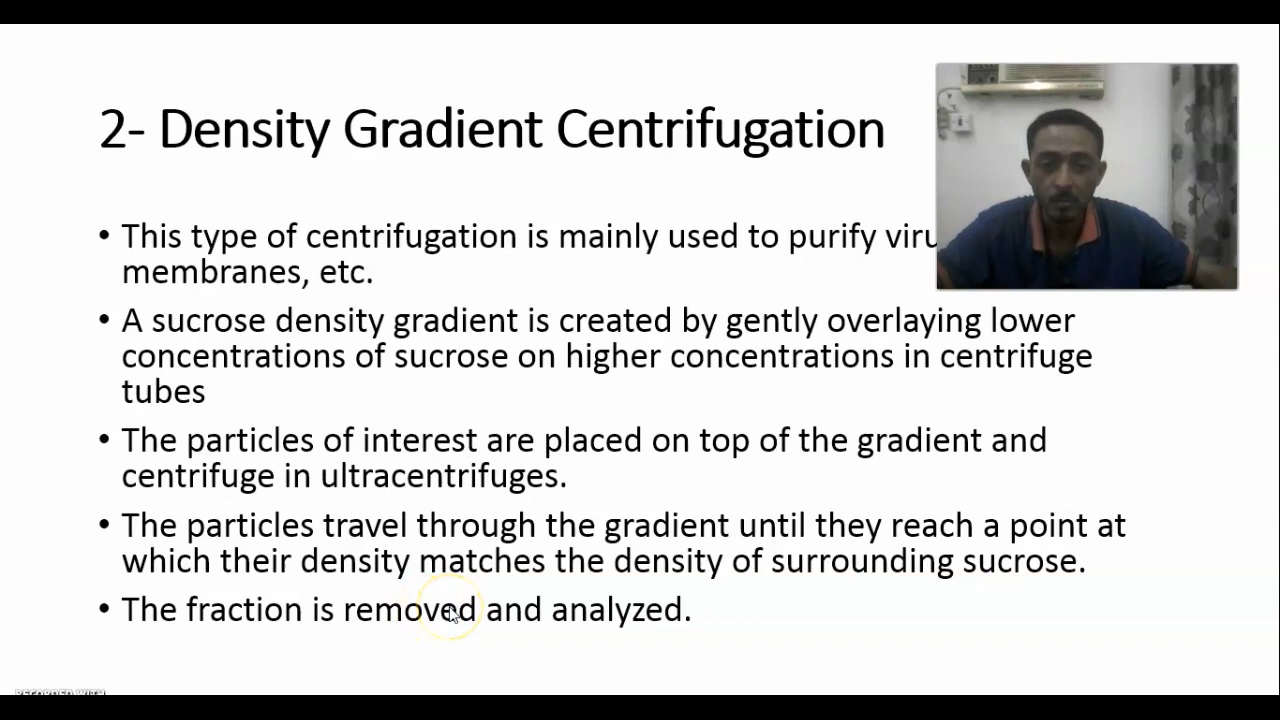 2- Density Gradient Centrifugation
• This type of centrifugation is mainly used to purify
membranes, etc.
• A sucrose density gradient is created by gently overlaying lower
concentrations of sucrose on higher concentrations in centrifuge
tubes
• The particles of interest are placed on top of the gradient and
centrifuge in ultracentrifuges.
• The particles travel through the gradient until they reach a point at
which their density matches the density of surrounding sucrose.
• The fraction is removed and analyzed.
RECORDED WITH